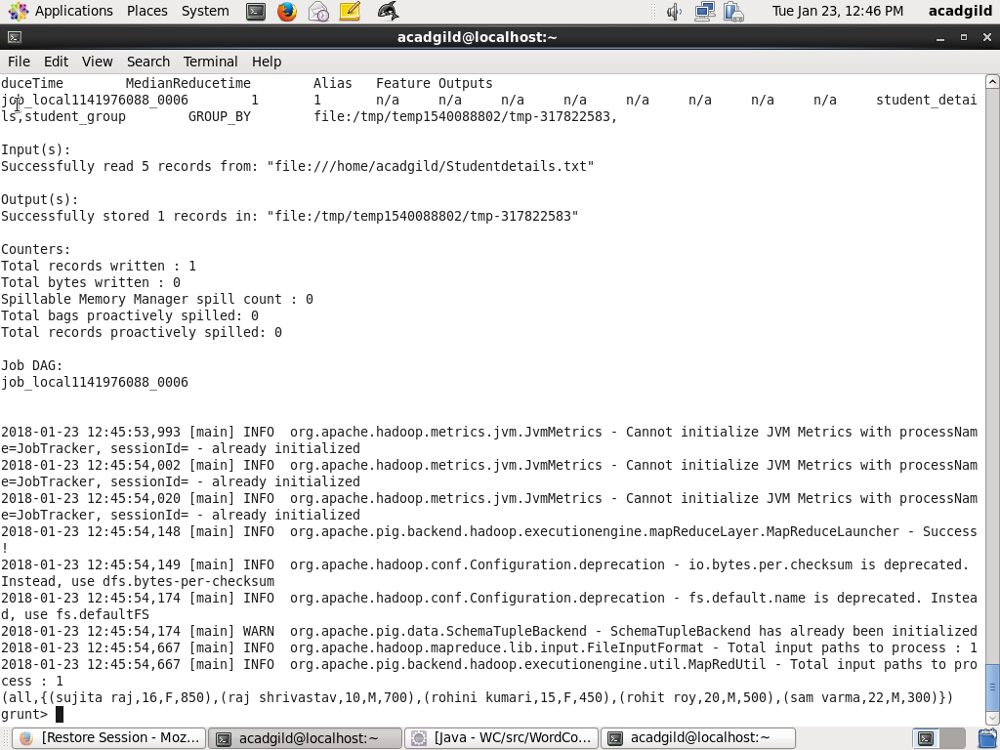 Applications Places System Tue Jan 23, 12:46 PM acadgild
acadgild@localhost:~
File Edit View Search Terminal Help
duceTime MedianReducetime Alias Feature Outputs
job_local1141976088_0006 1 1 n/a n/a n/a n/a n/a n/a n/a n/a student_detai
ls,student_group GROUP_BY file:/tmp/temp1540088802/tmp-317822583,
Input(s):
Successfully read 5 records from: "file:///home/acadgild/Studentdetails.txt"
Output(s):
Successfully stored 1 records in: "file:/tmp/temp1540088802/tmp-317822583"
Counters:
Total records written : 1
Total bytes written : 0
Spillable Memory Manager spill count : 0
Total bags proactively spilled: 0
Total records proactively spilled: 0
Job DAG:
job_local1141976088_0006
2018-01-23 12:45:53,993 [main] INFO  org.apache.hadoop.metrics.jvm.JvmMetrics - Cannot initialize JVM Metrics with processNam
e=JobTracker, sessionId= - already initialized
2018-01-23 12:45:54,002 [main] INFO  org.apache.hadoop.metrics.jvm.JvmMetrics - Cannot initialize JVM Metrics with processNam
e=JobTracker, sessionId= - already initialized
2018-01-23 12:45:54,020 [main] INFO  org.apache.hadoop.metrics.jvm.JvmMetrics - Cannot initialize JVM Metrics with processNam
e=JobTracker, sessionId= - already initialized
2018-01-23 12:45:54,148 [main] INFO  org.apache.pig.backend.hadoop.executionengine.mapReduceLayer.MapReduceLauncher - Success
!
2018-01-23 12:45:54,149 [main] INFO  org.apache.hadoop.conf.Configuration.deprecation - io.bytes.per.checksum is deprecated.
Instead, use dfs.bytes-per-checksum
2018-01-23 12:45:54,174 [main] INFO  org.apache.hadoop.conf.Configuration.deprecation - fs.default.name is deprecated. Instea
d, use fs.defaultFS
2018-01-23 12:45:54,174 [main] WARN  org.apache.pig.data.SchemaTupleBackend - SchemaTupleBackend has already been initialized
2018-01-23 12:45:54,667 [main] INFO  org.apache.hadoop.mapreduce.lib.input.FileInputFormat - Total input paths to process : 1
2018-01-23 12:45:54,667 [main] INFO  org.apache.pig.backend.hadoop.executionengine.util.MapRedUtil - Total input paths to pro
cess : 1
(all,{(sujita raj,16,F,850),(raj shrivastav,10,M,700),(rohini kumari,15,F,450),(rohit roy,20,M,500),(sam varma,22,M,300)})
grunt>
[Restore Session - Moz... acadgild@localhost:~ [Java - WC/src/WordCo... acadgild@localhost:~